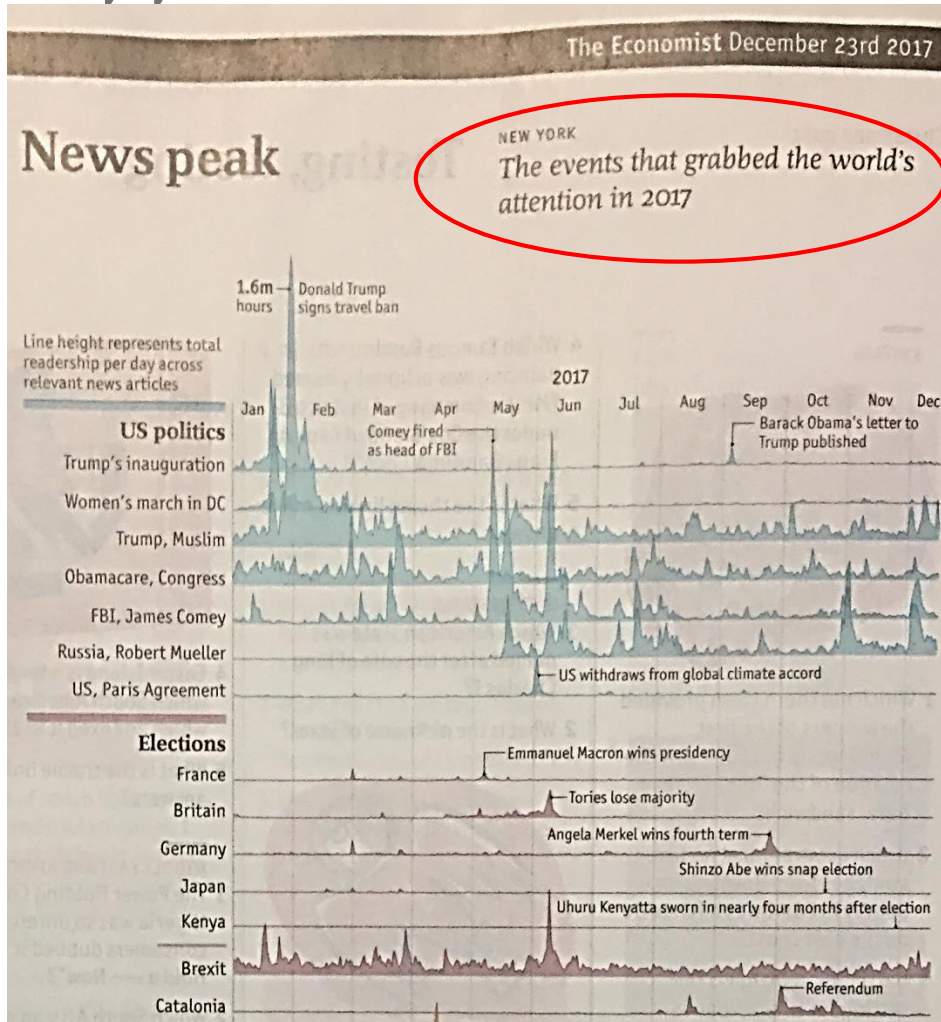 The Economist December 23rd 2017
News peak
NEW YORK
The events that grabbed the world's
attention in 2017
1.6m
hours
Donald Trump
signs travel ban
Line height represents total
readership per day across
relevant news articles
2017
Jan Feb Mar Apr May Jun Jul Aug Sep Oct Nov Dec
US politics
Comey fired
as head of FBI
Barack Obama's letter to
Trump published
Trump's inauguration
Women's march in DC
Trump, Muslim
Obamacare, Congress
FBI, James Comey
Russia, Robert Mueller
US, Paris Agreement
US withdraws from global climate accord
Elections
France
Emmanuel Macron wins presidency
Britain
Tories lose majority
Germany
Angela Merkel wins fourth term
Japan
Shinzo Abe wins snap election
Kenya
Uhuru Kenyatta sworn in nearly four months after election
Brexit
Catalonia
Referendum